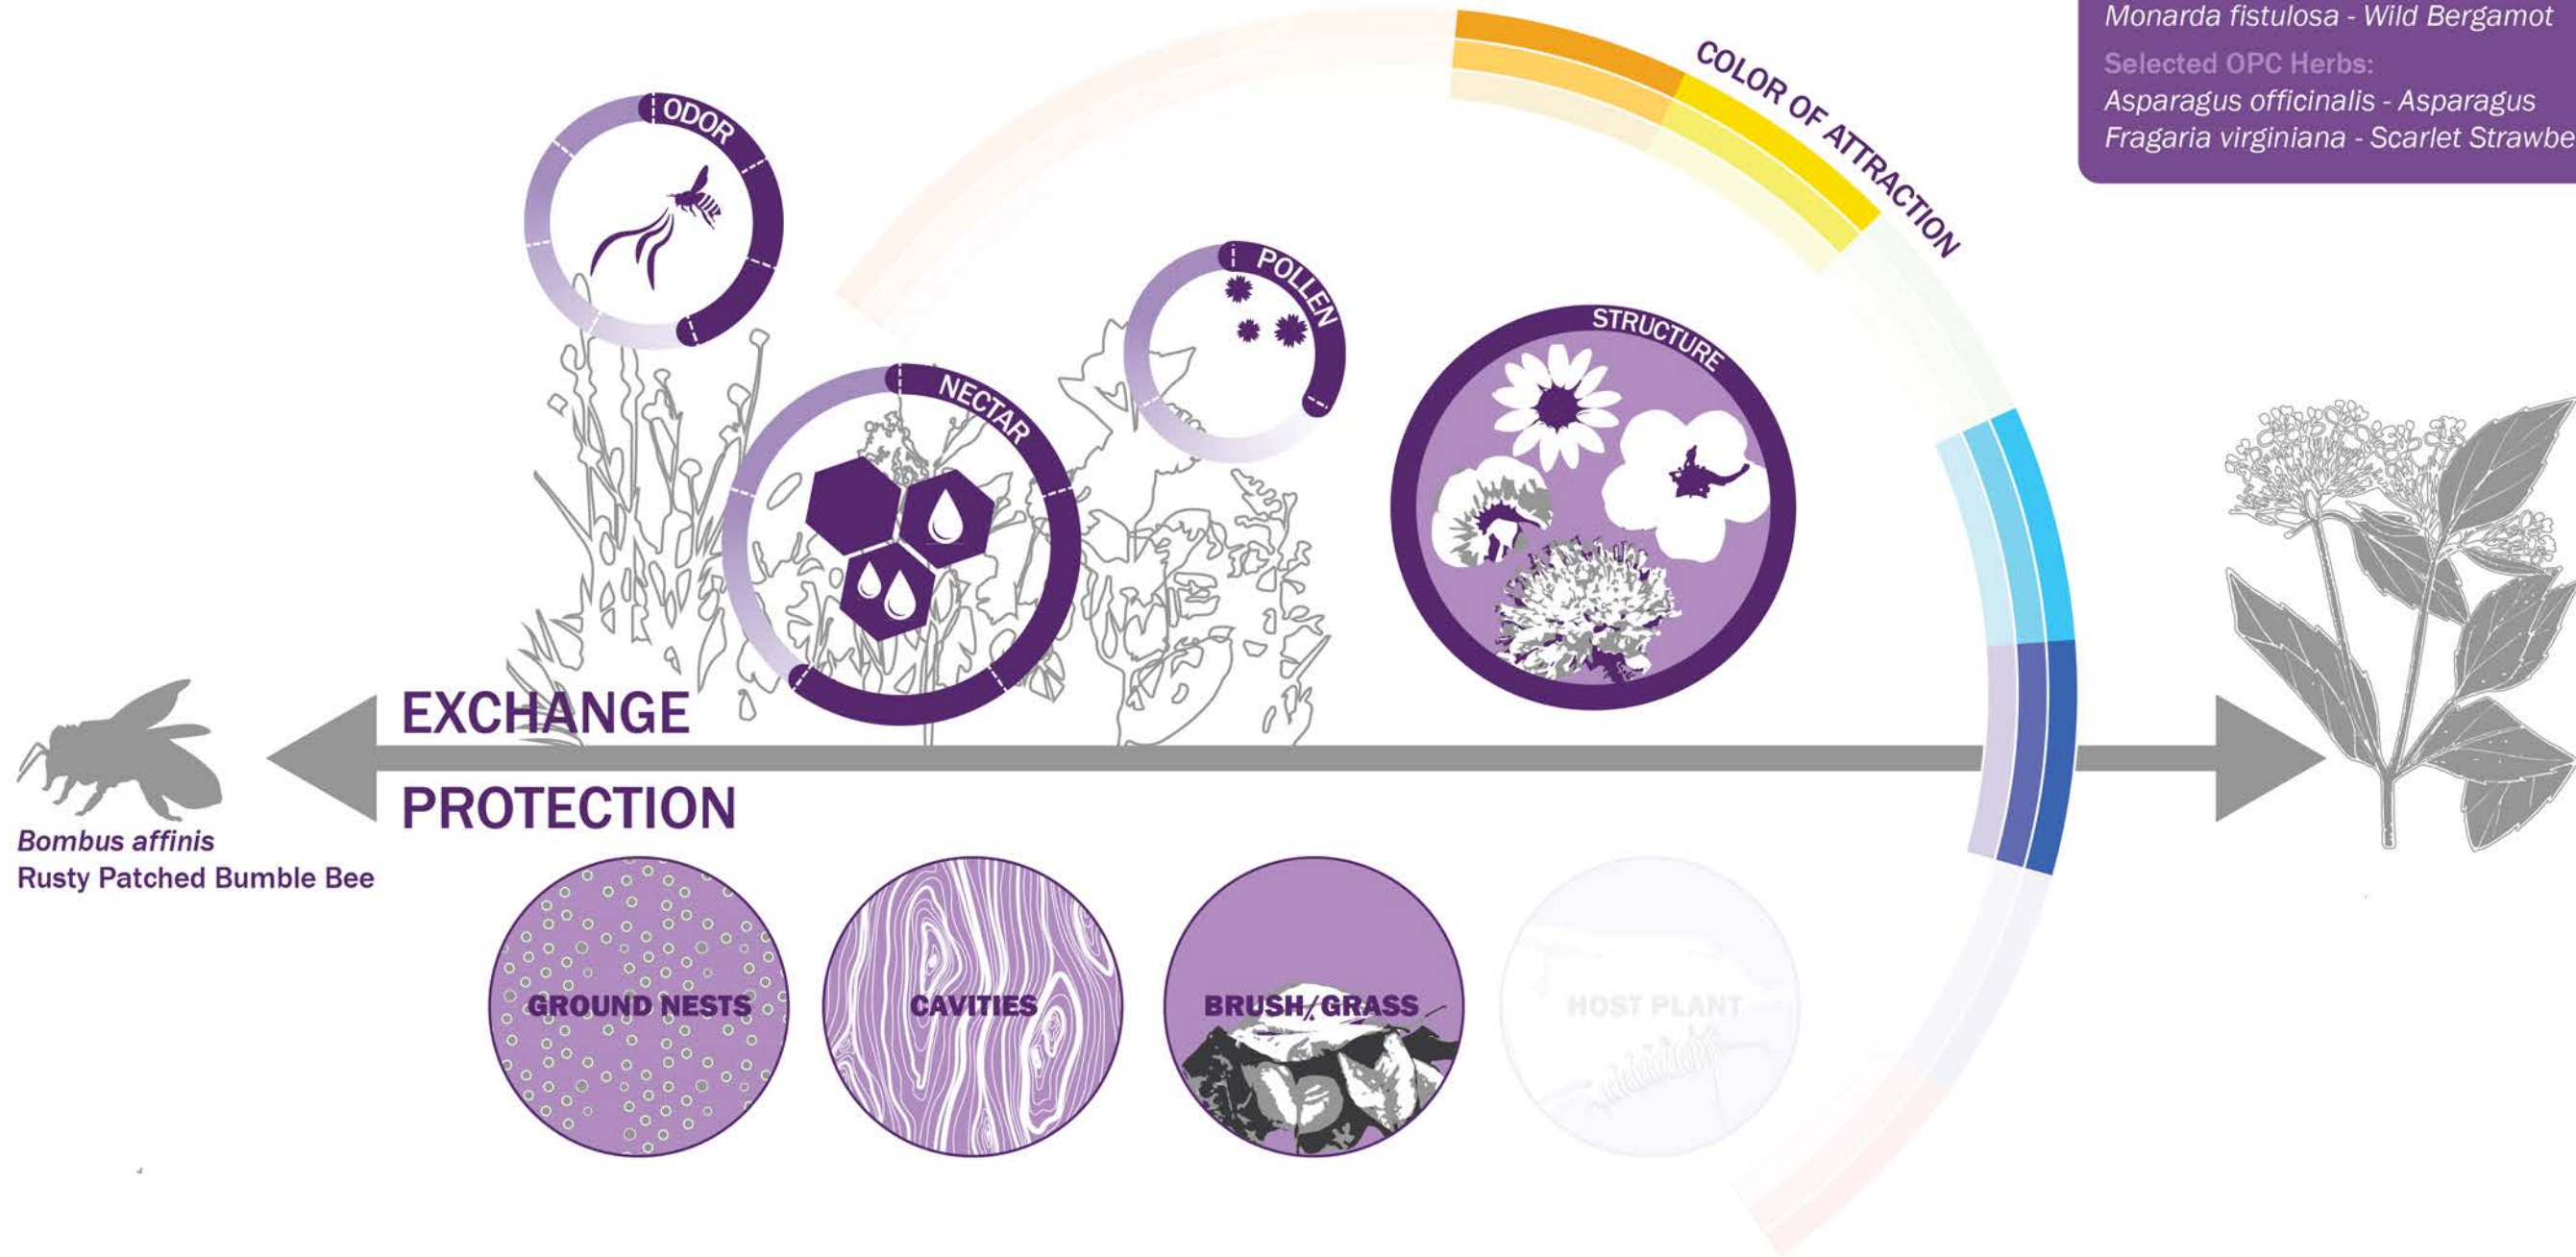 Monarda fistulosa - Wild Bergamot
Selected OPC Herbs:
Asparagus officinalis - Asparagus
Fragaria virginiana - Scarlet
COLOR OF ATTRACTION
ODOR
POLLEN
STRUCTURE
NECTAR
EXCHANGE
PROTECTION
Bombus affinis
Rusty Patched Bumble Bee
GROUND NESTS
CAVITIES
BRUSH/GRASS
HOST PLANT